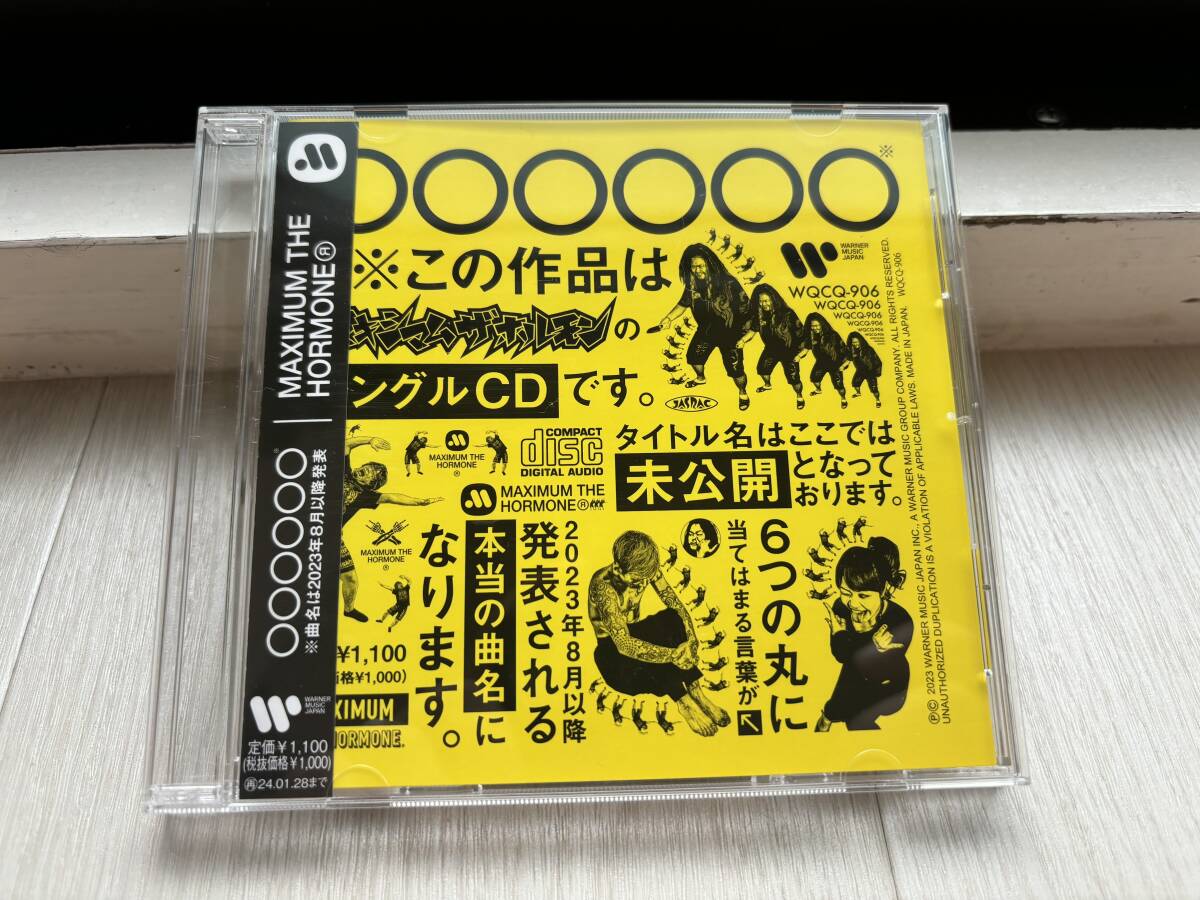 MAXIMUM THE
HORMONE
○○○○○○※
※曲名は2023年8月以降発表
WARNER
MUSIC
JAPAN
定価¥1,100
(税抜価格¥1,000)
再24.01.28まで
○○○○○○※
※この作品は
キシマムザホルモンの
ングルCDです。
JASRAC
WARNER
MUSIC
JAPAN
WQCQ-906
WQCQ-906
WQCQ-906
WQCQ-906
WQCQ-906
MAXIMUM THE
HORMONE
®
COMPACT
disc
DIGITAL AUDIO
MAXIMUM THE
HORMONE
タイトル名はここでは
未公開となって
おります。
6つの丸に
当てはまる言葉が
2023年8月以降
発表される
本当の曲名に
なります。
MAXIMUM THE
HORMONE
®
¥1,100
価格¥1,000)
XIMUM
HORMONE.
Ⓟ© 2023 WARNER MUSIC JAPAN INC., A WARNER MUSIC GROUP COMPANY. ALL RIGHTS RESERVED.
UNAUTHORIZED DUPLICATION IS A VIOLATION OF APPLICABLE LAWS. MADE IN JAPAN. WQCQ-906